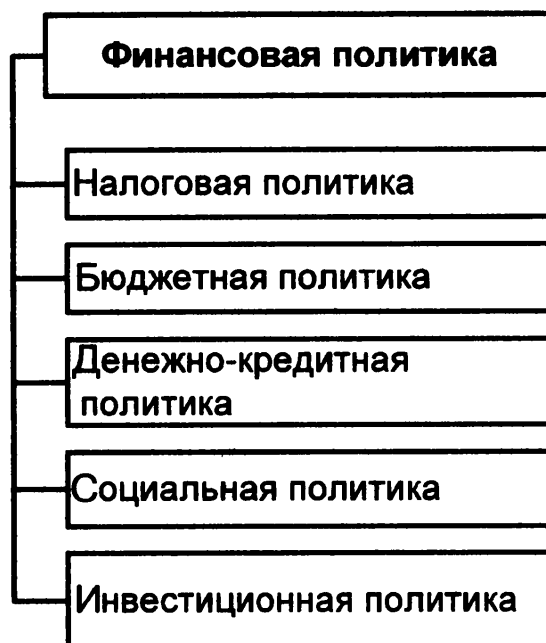 Финансовая политика
Налоговая политика
Бюджетная политика
Денежно-кредитная
политика
Социальная политика
Инвестиционная политика